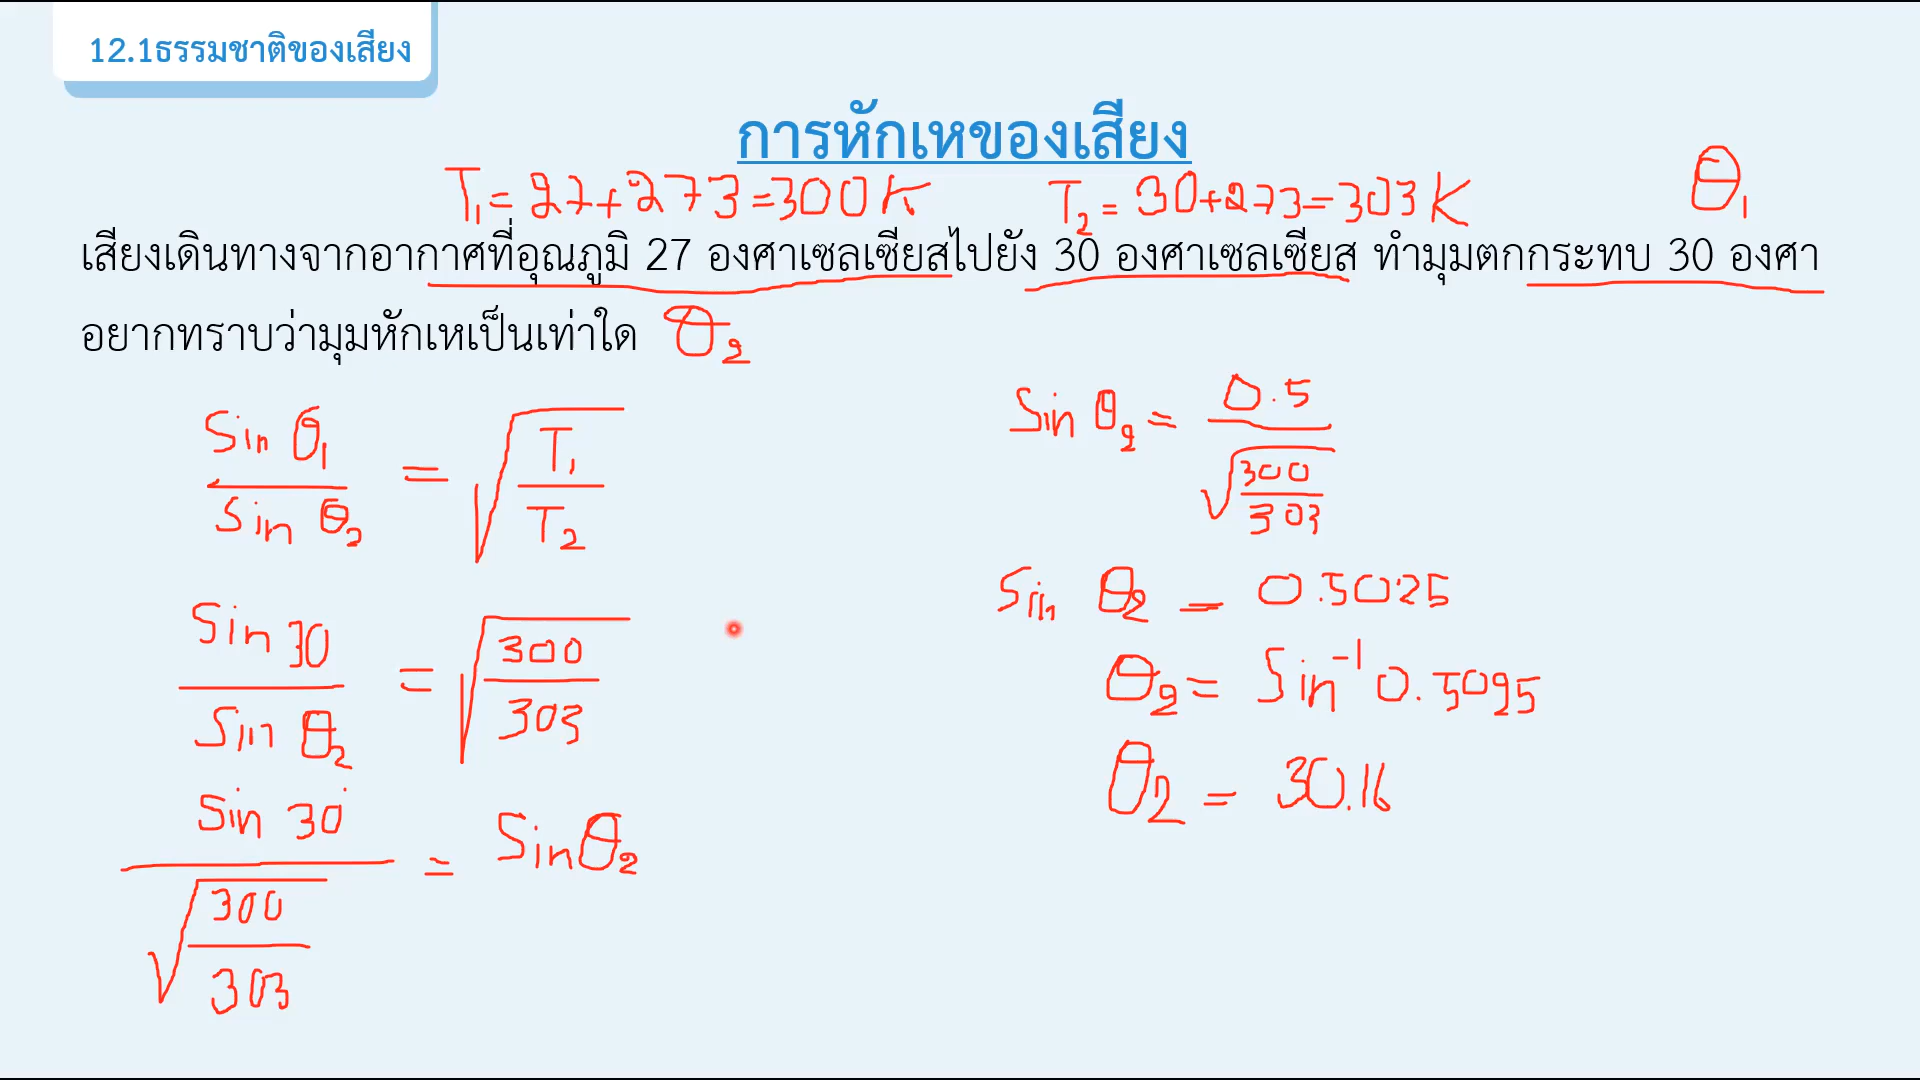 12.1ธรรมชาติของเสียง
การหักเหของเสียง
T₁ = 27+273 = 300 K T₂ = 30+273 = 303 K θ₁
เสียงเดินทางจากอากาศที่อุณภูมิ 27 องศาเซลเซียสไปยัง 30 องศาเซลเซียส ทำมุมตกกระทบ 30 องศา
อยากทราบว่ามุมหักเหเป็นเท่าใด θ₂
Sin θ₁ / Sin θ₂ = √(T₁/T₂)
Sin 30 / Sin θ₂ = √(300/303)
Sin 30° / √(300/303) = Sin θ₂
Sin θ₂ = 0.5 / √(300/303)
Sin θ₂ = 0.5025
θ₂ = Sin⁻¹ 0.5025
θ₂ = 30.16